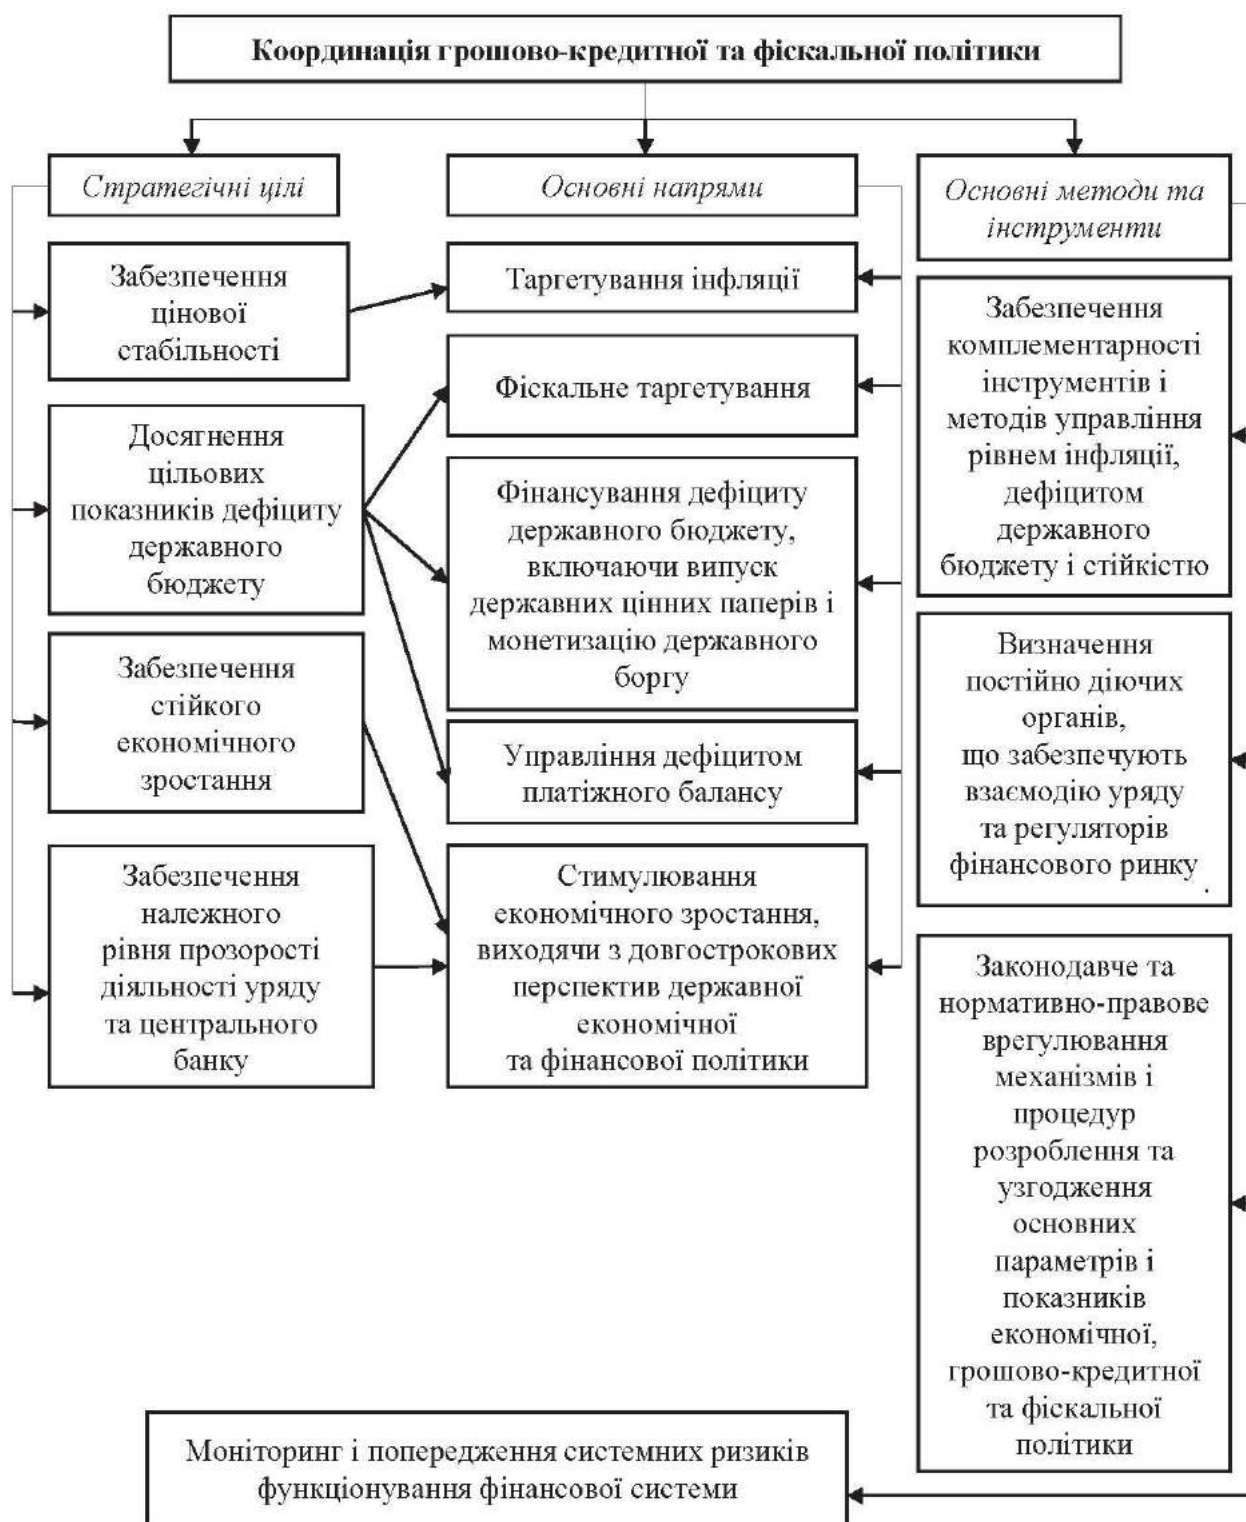 Координація грошово-кредитної та фіскальної політики
Стратегічні цілі
Забезпечення
цінової
стабільності
Досягнення
цільових
показників дефіциту
державного
бюджету
Забезпечення
стійкого
економічного
зростання
Забезпечення
належного
рівня прозорості
діяльності уряду
та центрального
банку
Основні напрями
Таргетування інфляції
Фіскальне таргетування
Фінансування дефіциту
державного бюджету,
включаючи випуск
державних цінних паперів і
монетизацію державного
боргу
Управління дефіцитом
платіжного балансу
Стимулювання
економічного зростання,
виходячи з довгострокових
перспектив державної
економічної
та фінансової політики
Основні методи та
інструменти
Забезпечення
комплементарності
інструментів і
методів управління
рівнем інфляції,
дефіцитом
державного
бюджету і стійкістю
Визначення
постійно діючих
органів,
що забезпечують
взаємодію уряду
та регуляторів
фінансового ринку
.
Законодавче та
нормативно-правове
врегулювання
механізмів і
процедур
розроблення та
узгодження
основних
параметрів і
показників
економічної,
грошово-кредитної
та фіскальної
політики
Моніторинг і попередження системних ризиків
функціонування фінансової системи